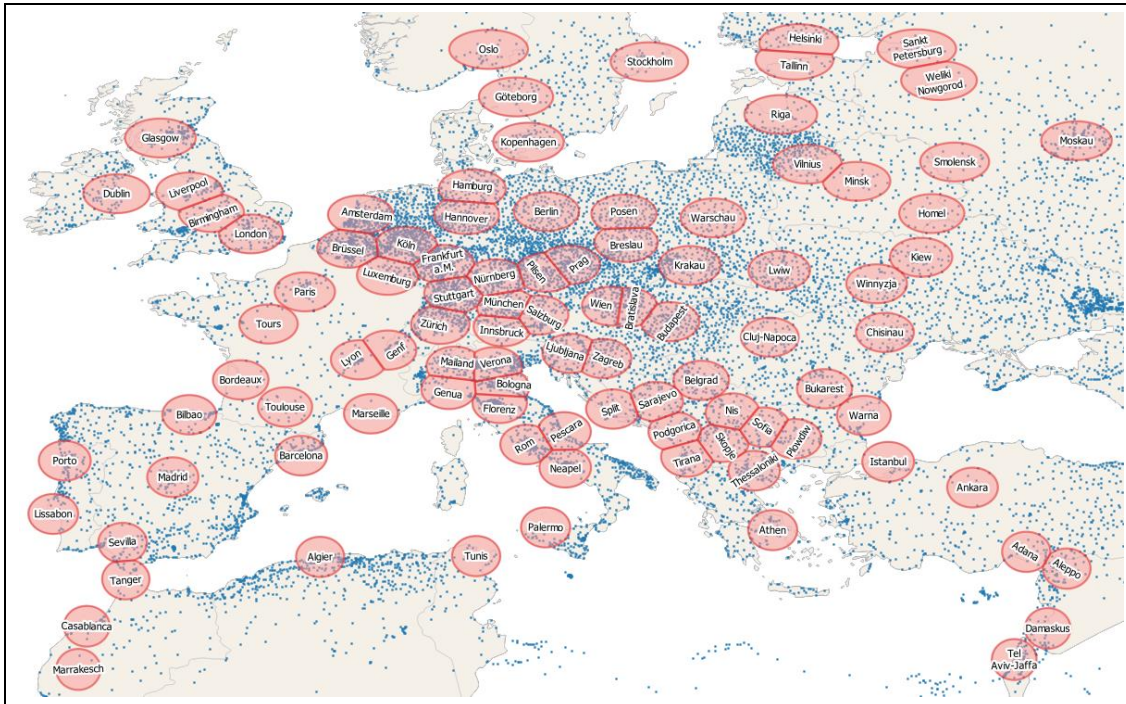 Oslo
Stockholm
Helsinki
Tallinn
Sankt
Petersburg
Weliki
Nowgorod
Göteborg
Riga
Kopenhagen
Moskau
Glasgow
Vilnius
Minsk
Smolensk
Dublin
Liverpool
Hamburg
Birmingham
Amsterdam
Hannover
Berlin
Posen
Warschau
Homel
London
Brüssel
Köln
Breslau
Frankfurt
a.M.
Luxemburg
Nürnberg
Pilsen
Prag
Krakau
Lwiw
Kiew
Winnyzja
Paris
Stuttgart
München
Salzburg
Wien
Bratislava
Budapest
Tours
Zürich
Innsbruck
Cluj-Napoca
Chisinau
Lyon
Genf
Mailand
Verona
Ljubljana
Zagreb
Bordeaux
Genua
Bologna
Belgrad
Bukarest
Bilbao
Toulouse
Marseille
Florenz
Split
Sarajevo
Nis
Warna
Sofia
Plowdiw
Pescara
Rom
Podgorica
Skopje
Barcelona
Porto
Madrid
Neapel
Tirana
Thessaloniki
Istanbul
Ankara
Lissabon
Palermo
Athen
Sevilla
Algier
Tunis
Adana
Aleppo
Tanger
Casablanca
Damaskus
Marrakesch
Tel
Aviv-Jaffa